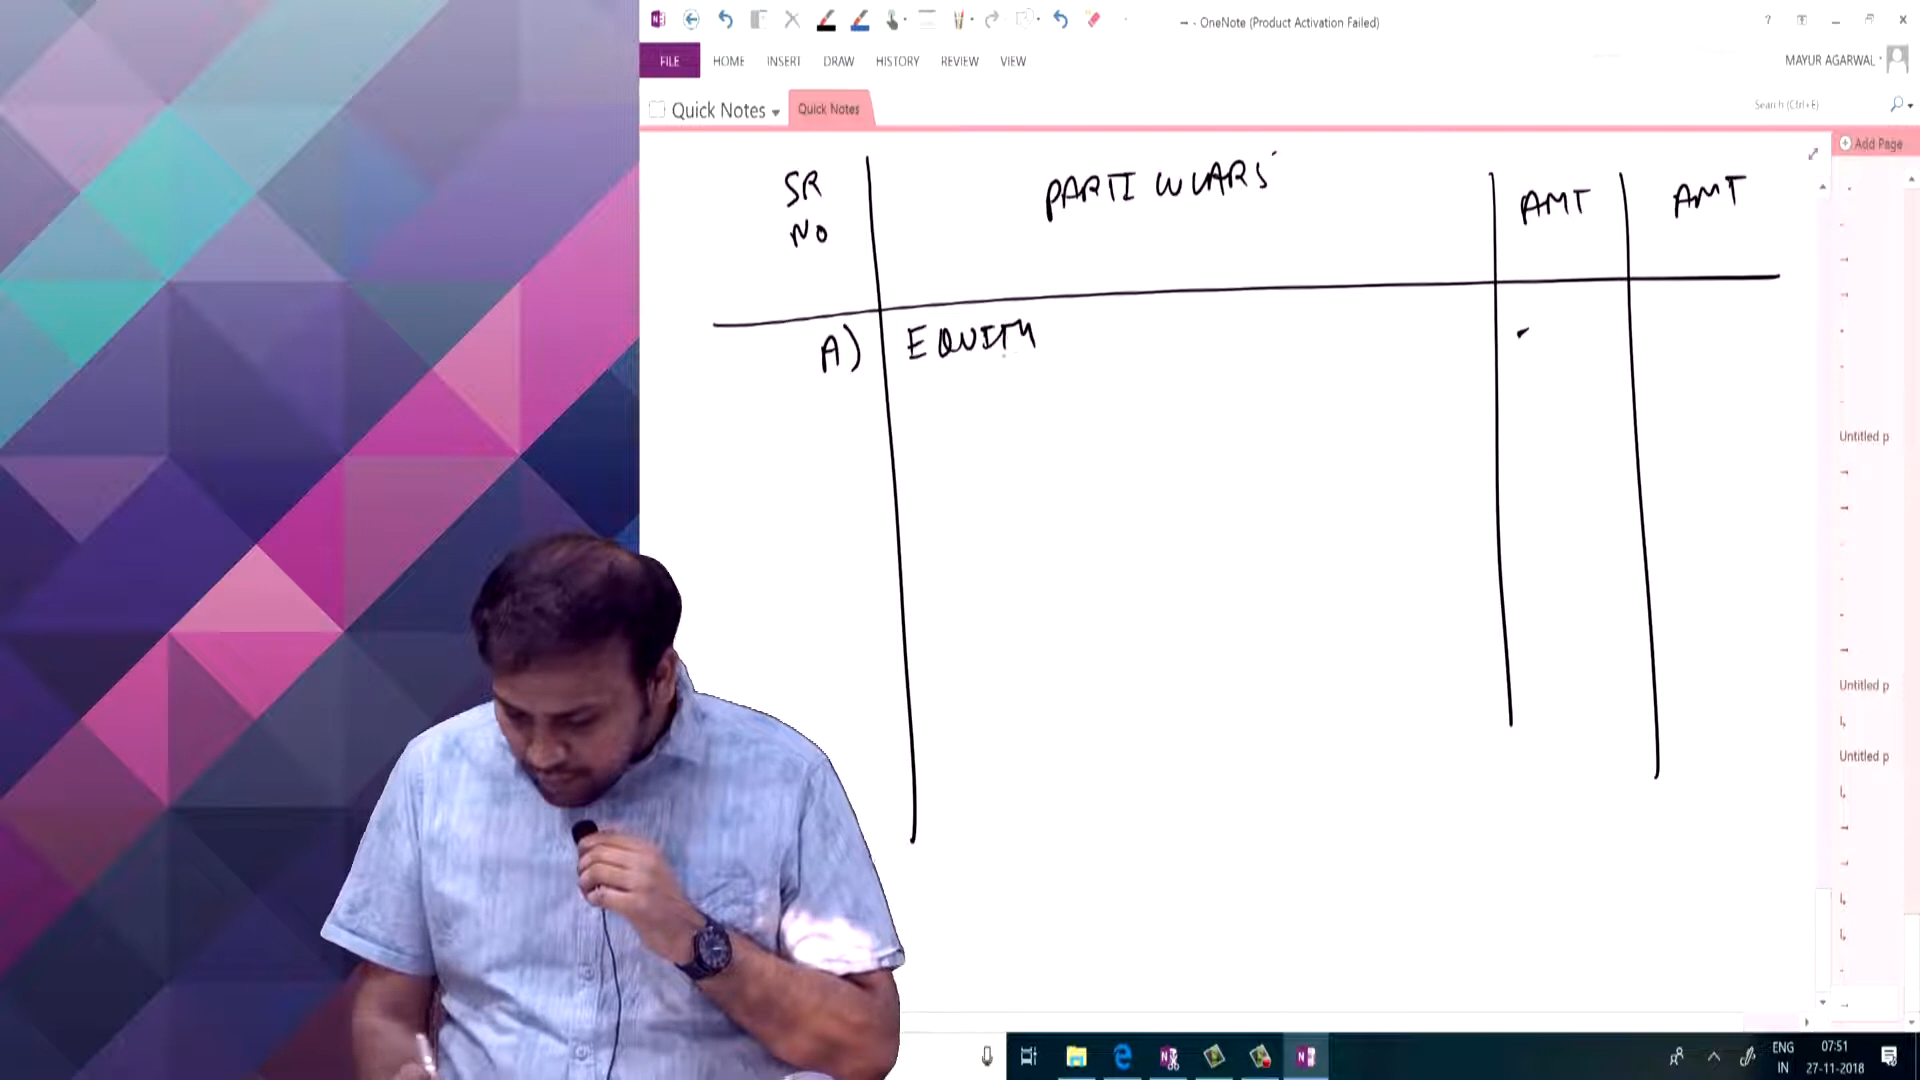 - OneNote (Product Activation Failed)
FILE HOME INSERT DRAW HISTORY REVIEW VIEW
MAYUR AGARWAL
Quick Notes Quick Notes
Search (Ctrl+E)
Add Page
SR NO
PARTICULARS
AMT
AMT
A) EQUITY
Untitled p
Untitled p
Untitled p
ENG
IN
07:51
27-11-2018